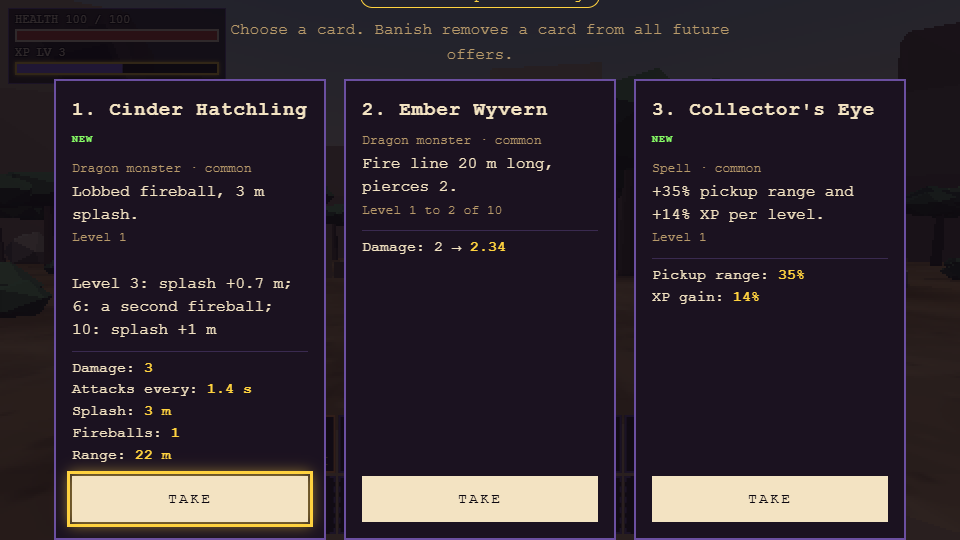 HEALTH 100 / 100
XP LV 3
Choose a card. Banish removes a card from all future
offers.
1. Cinder Hatchling
NEW
Dragon monster · common
Lobbed fireball, 3 m
splash.
Level 1
Level 3: splash +0.7 m;
6: a second fireball;
10: splash +1 m
Damage: 3
Attacks every: 1.4 s
Splash: 3 m
Fireballs: 1
Range: 22 m
TAKE
2. Ember Wyvern
Dragon monster · common
Fire line 20 m long,
pierces 2.
Level 1 to 2 of 10
Damage: 2 → 2.34
TAKE
3. Collector's Eye
NEW
Spell · common
+35% pickup range and
+14% XP per level.
Level 1
Pickup range: 35%
XP gain: 14%
TAKE